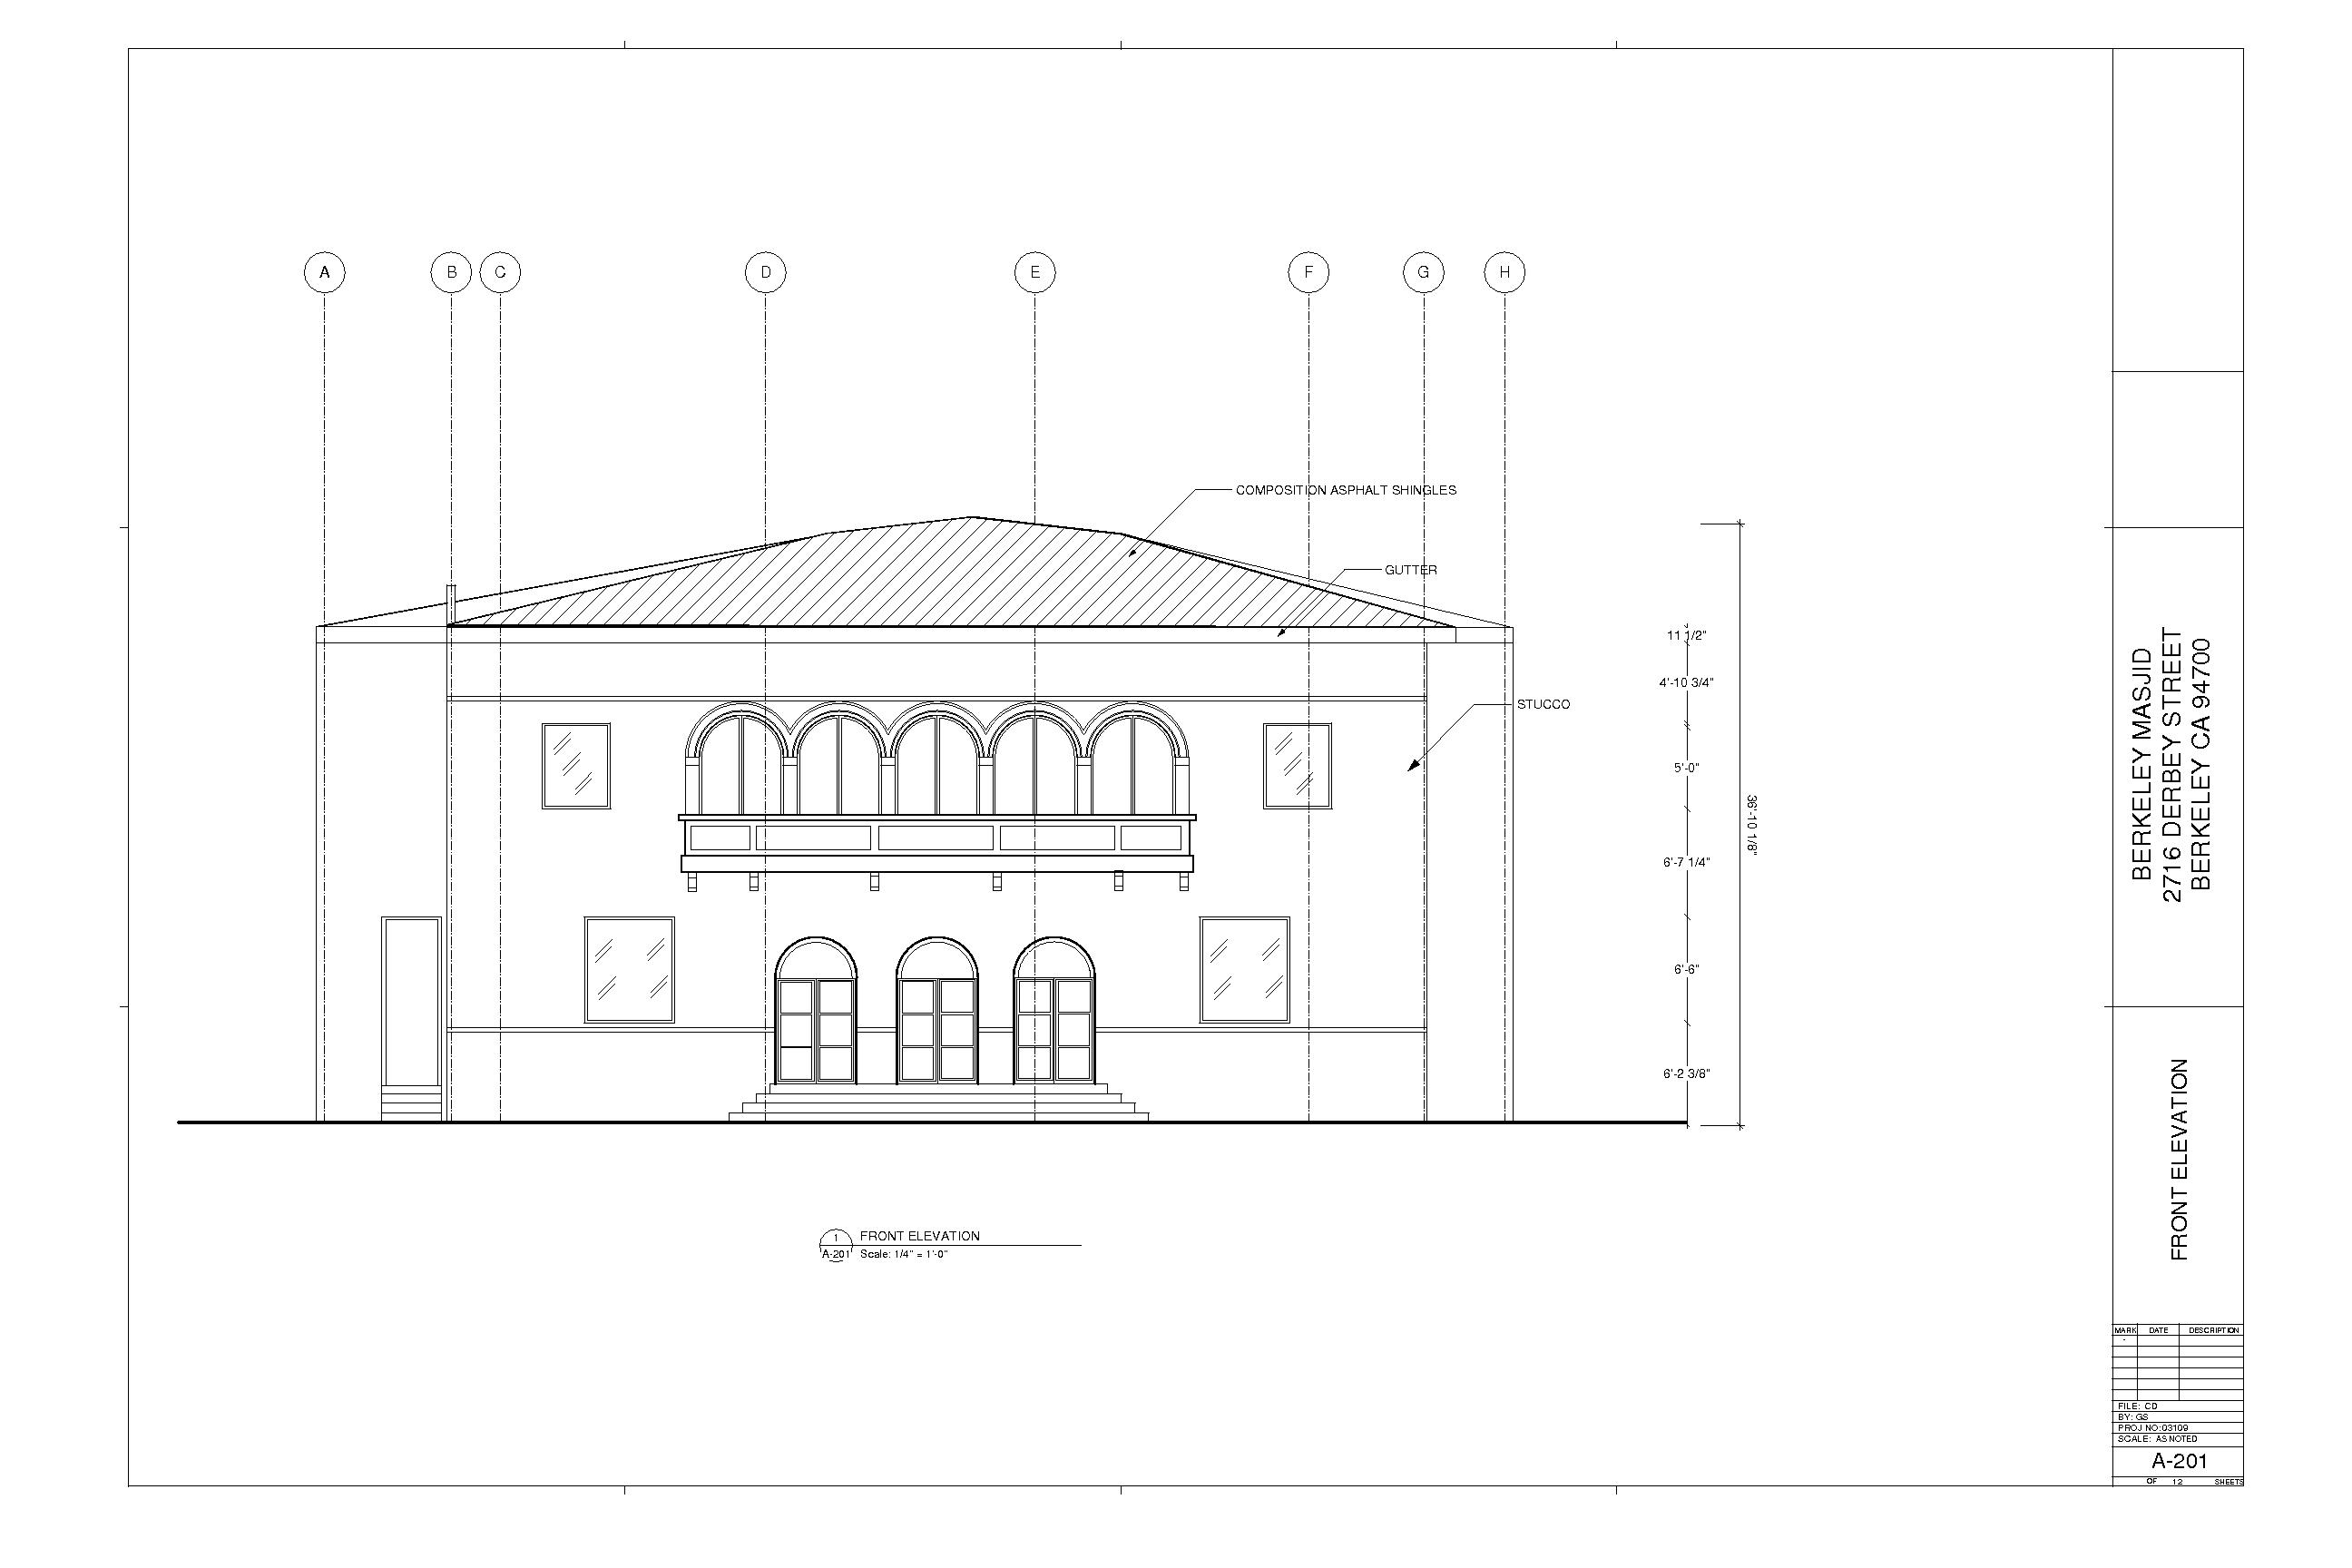 A
B
C
D
E
F
G
H
COMPOSITION ASPHALT SHINGLES
GUTTER
STUCCO
11 1/2"
4'-10 3/4"
5'-0"
6'-7 1/4"
6'-6"
6'-2 3/8"
36'-10 1/8"
1
A-201
FRONT ELEVATION
Scale: 1/4" = 1'-0"
BERKELEY MASJID
2716 DERBEY STREET
BERKELEY CA 94700
FRONT ELEVATION
MARK DATE DESCRIPTION
-
FILE: CD
BY: GS
PROJ NO:03109
SCALE: AS NOTED
A-201
OF 12 SHEETS